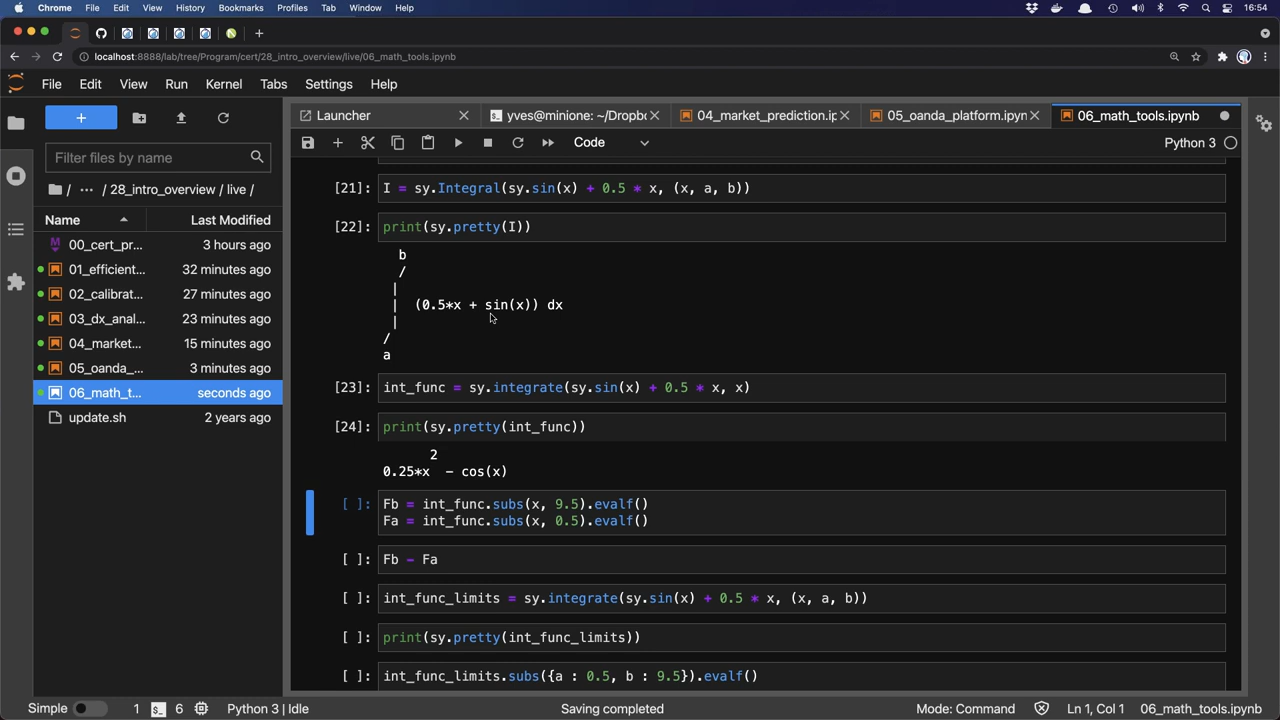 Chrome File Edit View History Bookmarks Profiles Tab Window Help 16:54
localhost:8888/lab/tree/Program/cert/28_intro_overview/live/06_math_tools.ipynb
File Edit View Run Kernel Tabs Settings Help
Launcher yves@minione: ~/Dropbo 04_market_prediction.ip 05_oanda_platform.ipyn 06_math_tools.ipynb
Code Python 3
Filter files by name
/ ··· / 28_intro_overview / live /
Name Last Modified
00_cert_pr... 3 hours ago
01_efficient... 32 minutes ago
02_calibrat... 27 minutes ago
03_dx_anal... 23 minutes ago
04_market... 15 minutes ago
05_oanda_... 3 minutes ago
06_math_t... seconds ago
update.sh 2 years ago
[21]: I = sy.Integral(sy.sin(x) + 0.5 * x, (x, a, b))
[22]: print(sy.pretty(I))
b
/
|
| (0.5*x + sin(x)) dx
|
/
a
[23]: int_func = sy.integrate(sy.sin(x) + 0.5 * x, x)
[24]: print(sy.pretty(int_func))
2
0.25*x - cos(x)
[ ]: Fb = int_func.subs(x, 9.5).evalf()
Fa = int_func.subs(x, 0.5).evalf()
[ ]: Fb - Fa
[ ]: int_func_limits = sy.integrate(sy.sin(x) + 0.5 * x, (x, a, b))
[ ]: print(sy.pretty(int_func_limits))
[ ]: int_func_limits.subs({a : 0.5, b : 9.5}).evalf()
Simple 1 6 Python 3 | Idle Saving completed Mode: Command Ln 1, Col 1 06_math_tools.ipynb